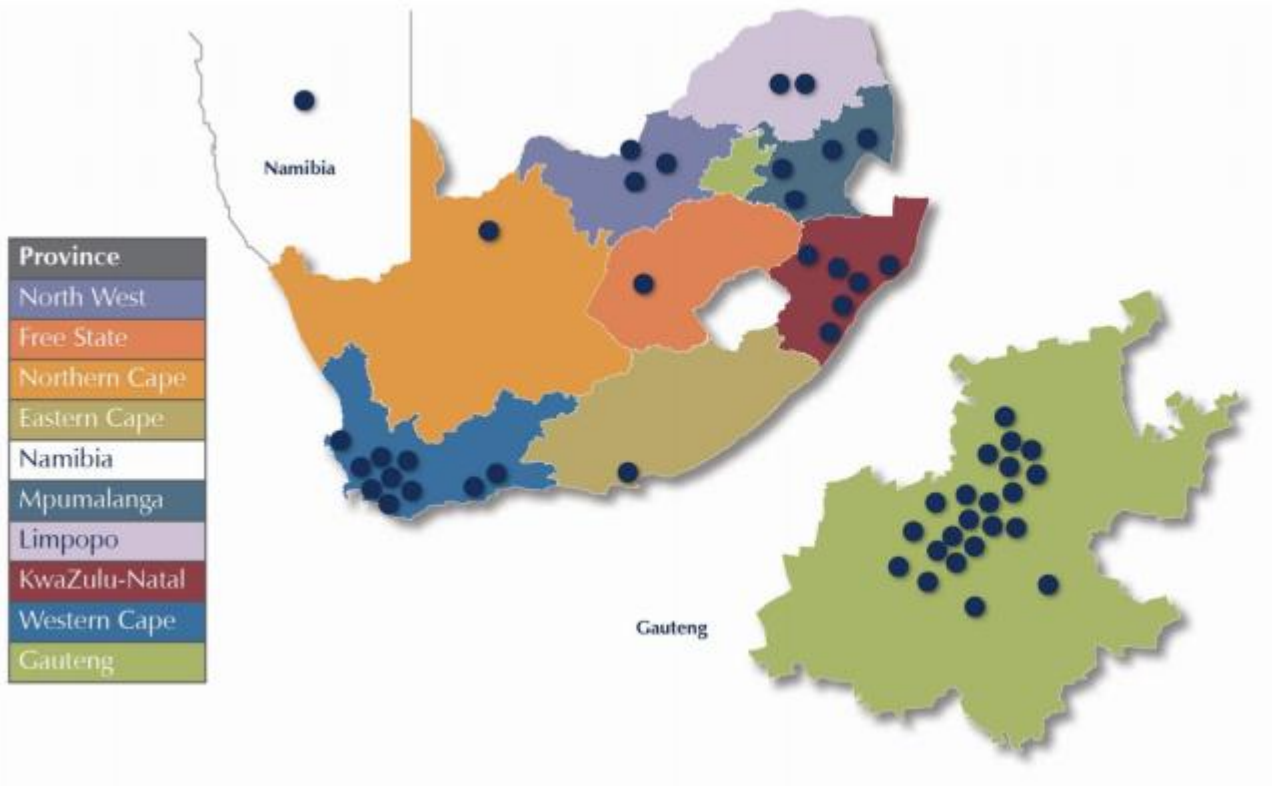 Namibia
Province
North West
Free State
Northern Cape
Eastern Cape
Namibia
Mpumalanga
Limpopo
KwaZulu-Natal
Western Cape
Gauteng
Gauteng